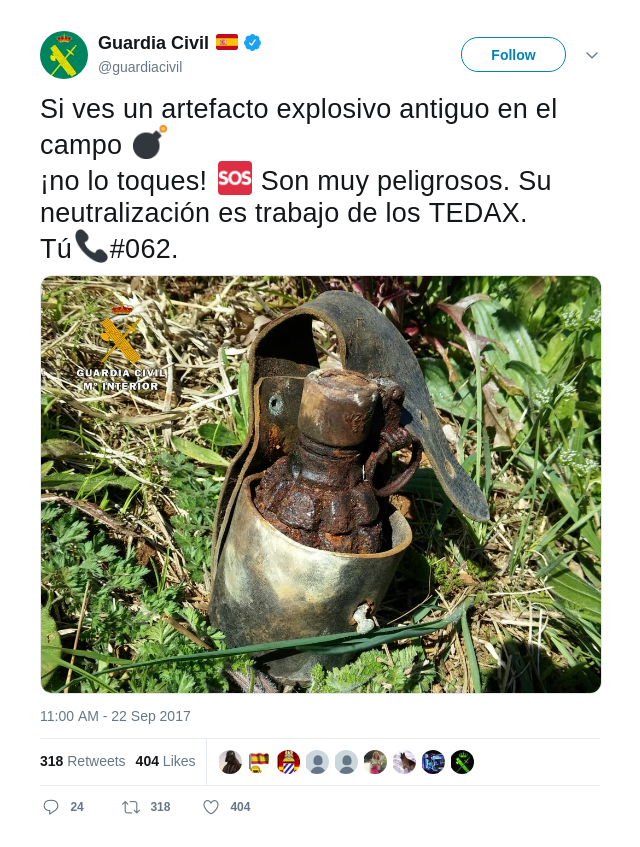 Guardia Civil
@guardiacivil
Follow
Si ves un artefacto explosivo antiguo en el
campo
¡no lo toques! SOS Son muy peligrosos. Su
neutralización es trabajo de los TEDAX.
Tú #062.
GUARDIA CIVIL
Mº INTERIOR
11:00 AM - 22 Sep 2017
318 Retweets 404 Likes
24 318 404